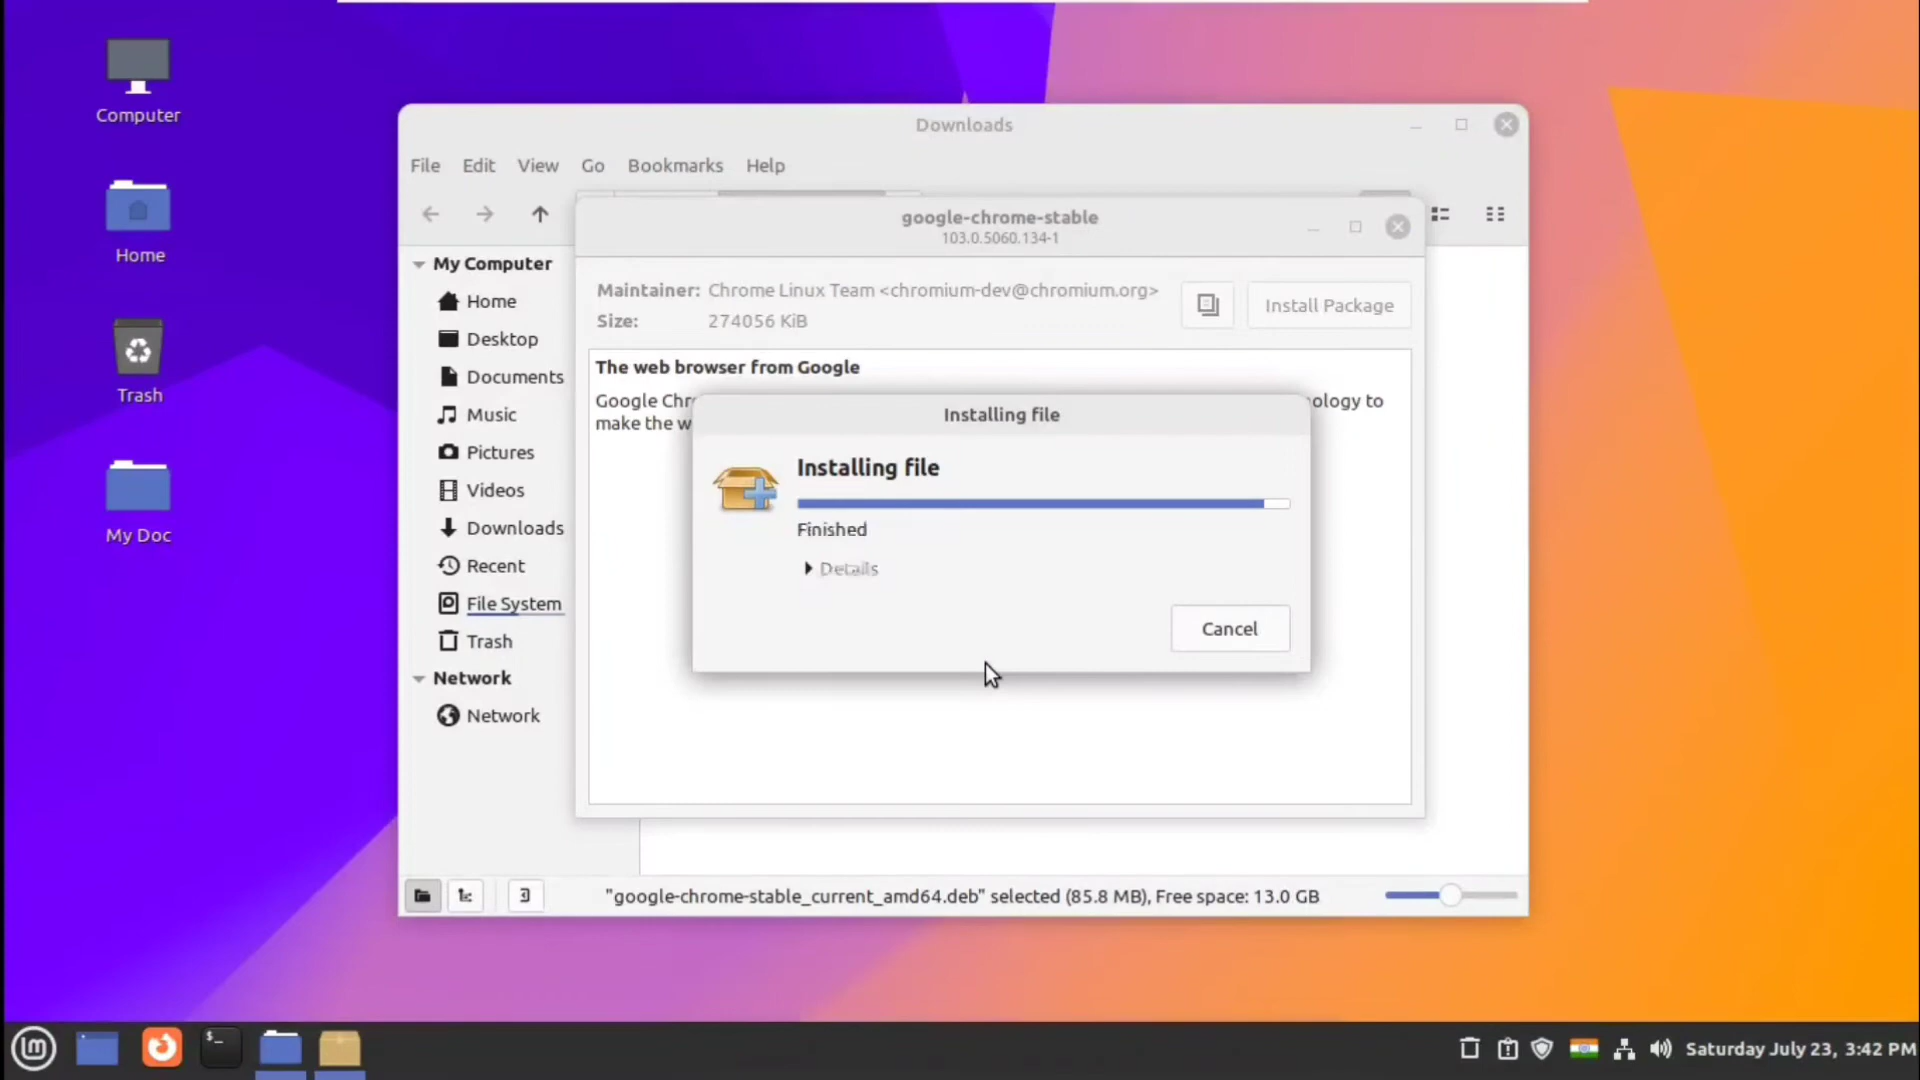 Computer
Home
Trash
My Doc
Downloads
File Edit View Go Bookmarks Help
My Computer
Home
Desktop
Documents
Music
Pictures
Videos
Downloads
Recent
File System
Trash
Network
Network
google-chrome-stable
103.0.5060.134-1
Maintainer: Chrome Linux Team <chromium-dev@chromium.org>
Size: 274056 KiB
Install Package
The web browser from Google
Google Chr
ology to
make the w
Installing file
Installing file
Finished
Details
Cancel
"google-chrome-stable_current_amd64.deb" selected (85.8 MB), Free space: 13.0 GB
$_
Saturday July 23, 3:42 PM